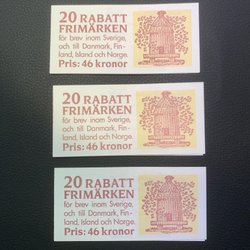 20 RABATT
FRIMÄRKEN
för brev inom Sverige,
och till Danmark, Fin-
land, Island och Norge.
Pris: 46 kronor
20 RABATT
FRIMÄRKEN
för brev inom Sverige,
och till Danmark, Fin-
land, Island och Norge.
Pris: 46 kronor
20 RABATT
FRIMÄRKEN
för brev inom Sverige,
och till Danmark, Fin-
land, Island och Norge.
Pris: 46 kronor